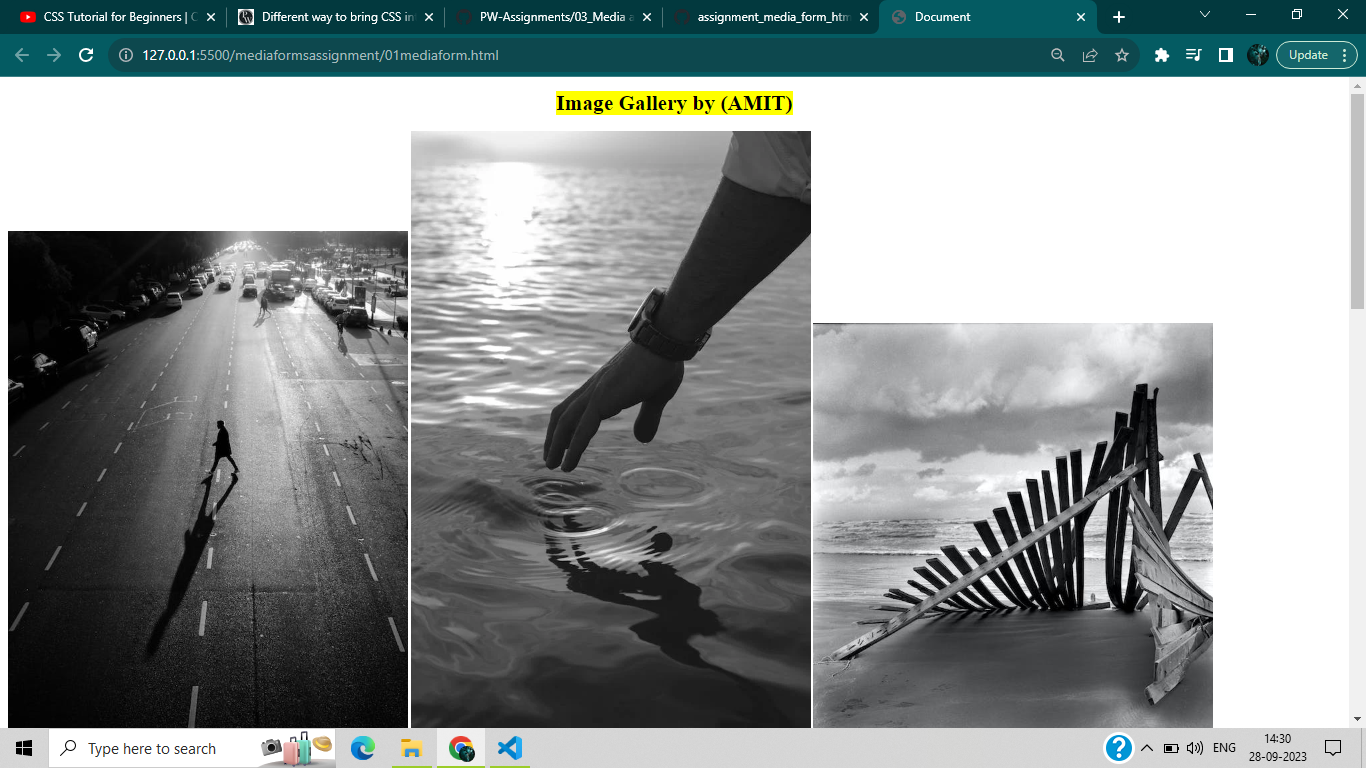 CSS Tutorial for Beginners | C
Different way to bring CSS in
PW-Assignments/03_Media a
assignment_media_form_htm
Document
127.0.0.1:5500/mediaformsassignment/01mediaform.html
Update
Image Gallery by (AMIT)
Type here to search
ENG
14:30
28-09-2023